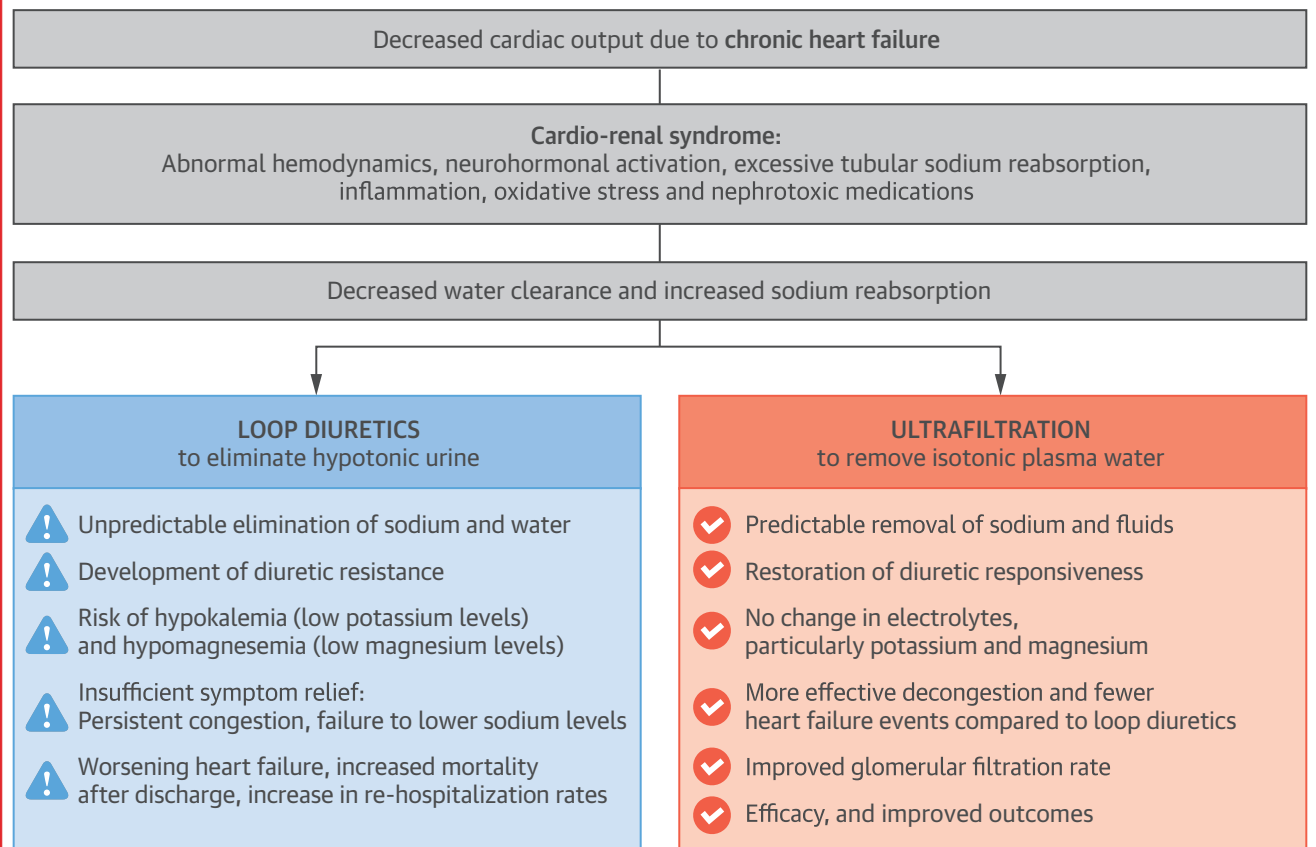 Decreased cardiac output due to chronic heart failure
Cardio-renal syndrome:
Abnormal hemodynamics, neurohormonal activation, excessive tubular sodium reabsorption,
inflammation, oxidative stress and nephrotoxic medications
Decreased water clearance and increased sodium reabsorption
LOOP DIURETICS
to eliminate hypotonic urine
Unpredictable elimination of sodium and water
Development of diuretic resistance
Risk of hypokalemia (low potassium levels)
and hypomagnesemia (low magnesium levels)
Insufficient symptom relief:
Persistent congestion, failure to lower sodium levels
Worsening heart failure, increased mortality
after discharge, increase in re-hospitalization rates
ULTRAFILTRATION
to remove isotonic plasma water
Predictable removal of sodium and fluids
Restoration of diuretic responsiveness
No change in electrolytes,
particularly potassium and magnesium
More effective decongestion and fewer
heart failure events compared to loop diuretics
Improved glomerular filtration rate
Efficacy, and improved outcomes